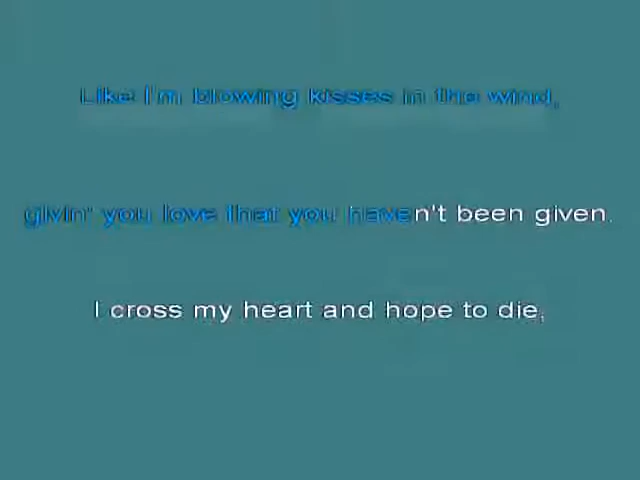 Like I'm blowing kisses in the wind,
givin' you love that you haven't been given.
I cross my heart and hope to die,